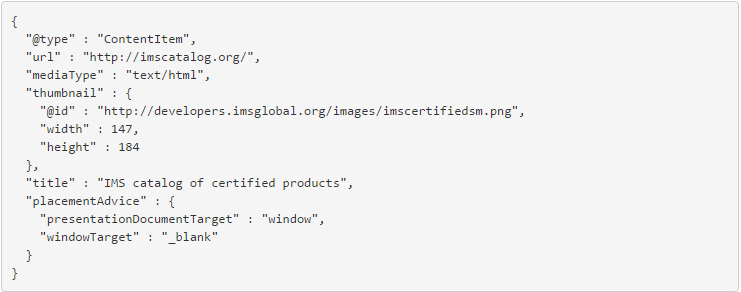 {
  "@type" : "ContentItem",
  "url" : "http://imscatalog.org/",
  "mediaType" : "text/html",
  "thumbnail" : {
    "@id" : "http://developers.imsglobal.org/images/imscertifiedsm.png",
    "width" : 147,
    "height" : 184
  },
  "title" : "IMS catalog of certified products",
  "placementAdvice" : {
    "presentationDocumentTarget" : "window",
    "windowTarget" : "_blank"
  }
}